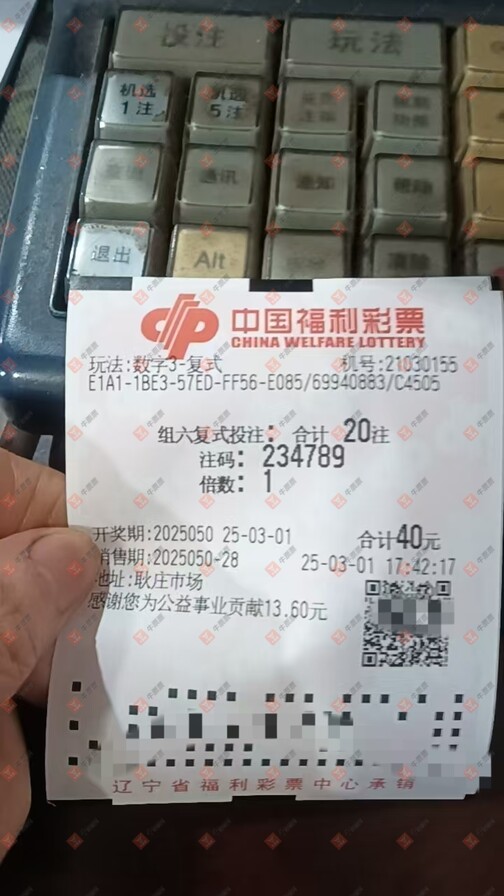 投注 玩法
机选1注 机选5注
通讯
退出 Alt 清除
中国福利彩票
CHINA WELFARE LOTTERY
玩法:数字3-复式 机号:21030155
E1A1-1BE3-57ED-FF56-E085/69940883/C4505
组六复式投注: 合计 20注
注码: 234789
倍数: 1
开奖期:2025050 25-03-01 合计40元
销售期:2025050-28 25-03-01 17:42:17
地址:耿庄市场
感谢您为公益事业贡献13.60元
辽宁省福利彩票中心承销